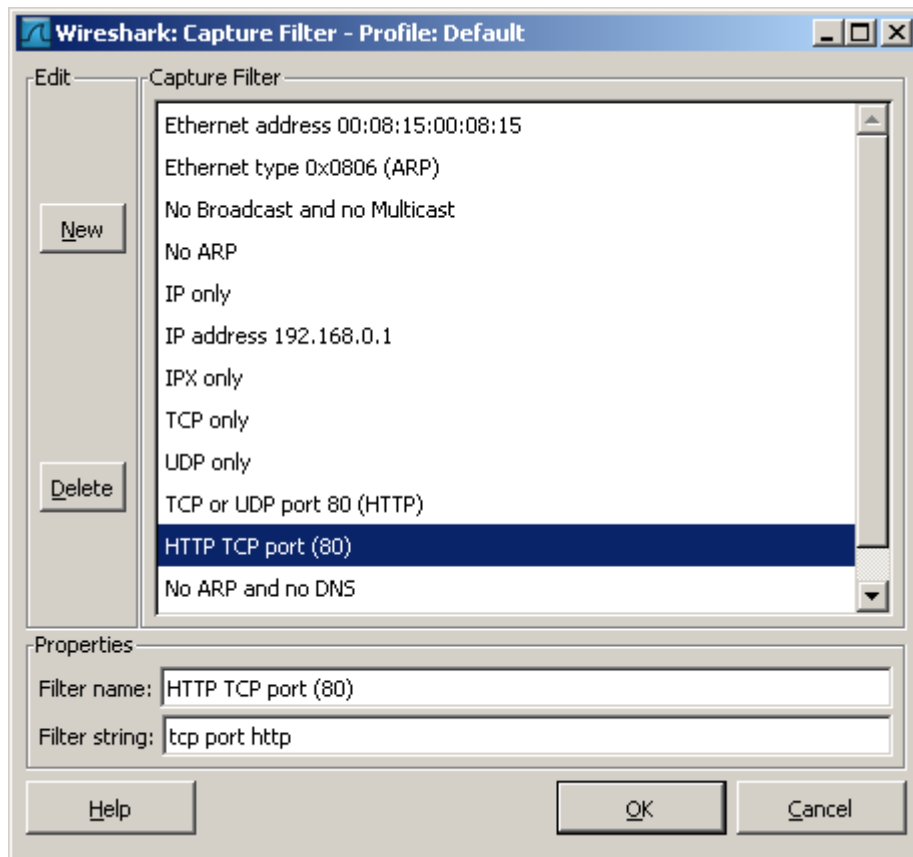 Wireshark: Capture Filter - Profile: Default
Edit
Capture Filter
New
Delete
Ethernet address 00:08:15:00:08:15
Ethernet type 0x0806 (ARP)
No Broadcast and no Multicast
No ARP
IP only
IP address 192.168.0.1
IPX only
TCP only
UDP only
TCP or UDP port 80 (HTTP)
HTTP TCP port (80)
No ARP and no DNS
Properties
Filter name: HTTP TCP port (80)
Filter string: tcp port http
Help
OK
Cancel